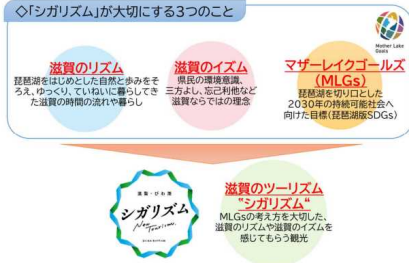 ◇「シガリズム」が大切にする3つのこと
Mother Lake
Goals
滋賀のリズム
琵琶湖をはじめとした自然と歩みをそ
ろえ、ゆっくり、ていねいに暮らしてき
た滋賀の時間の流れや暮らし
滋賀のイズム
県民の環境意識、
三方よし、忘己利他など
滋賀ならではの理念
マザーレイクゴールズ
(MLGs)
琵琶湖を切り口とした
2030年の持続可能社会へ
向けた目標(琵琶湖版SDGs)
滋賀・びわ湖
シガリズム
New
Tourism.
滋賀のツーリズム
"シガリズム"
MLGsの考え方を大切した、
滋賀のリズムや滋賀のイズムを
感じてもらう観光